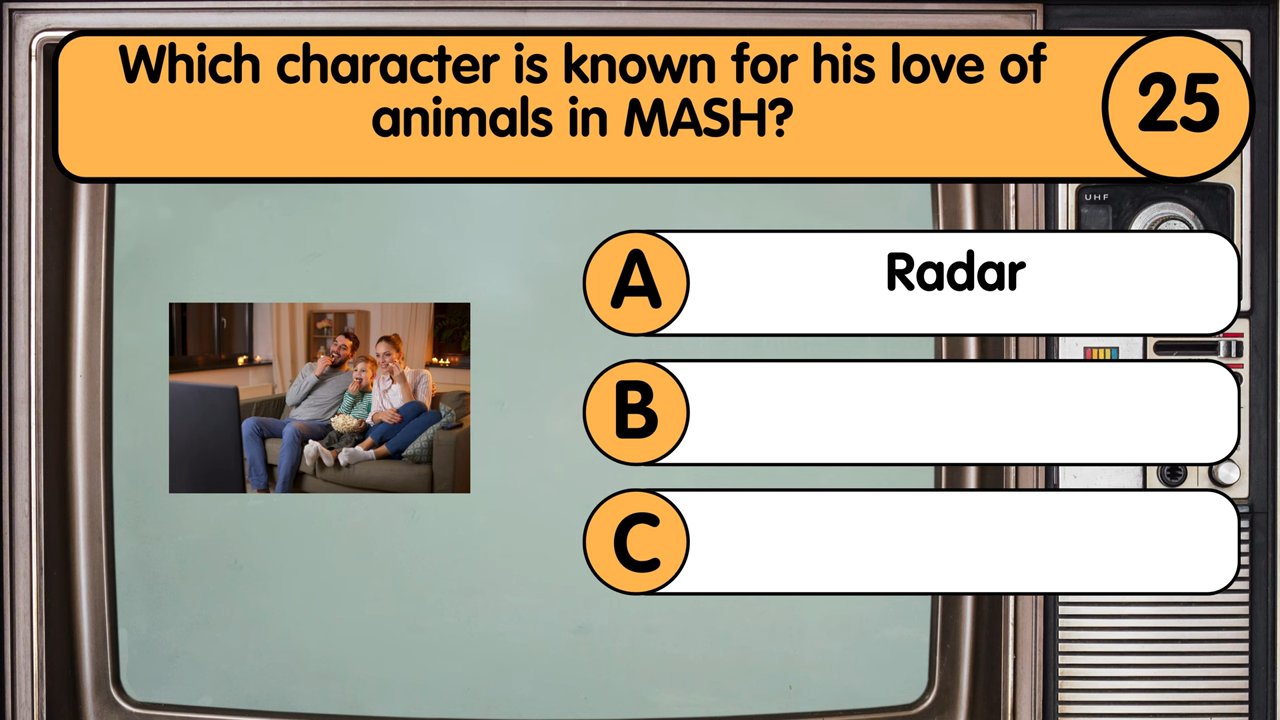 Which character is known for his love of
animals in MASH?
25
UHF
A
Radar
B
C